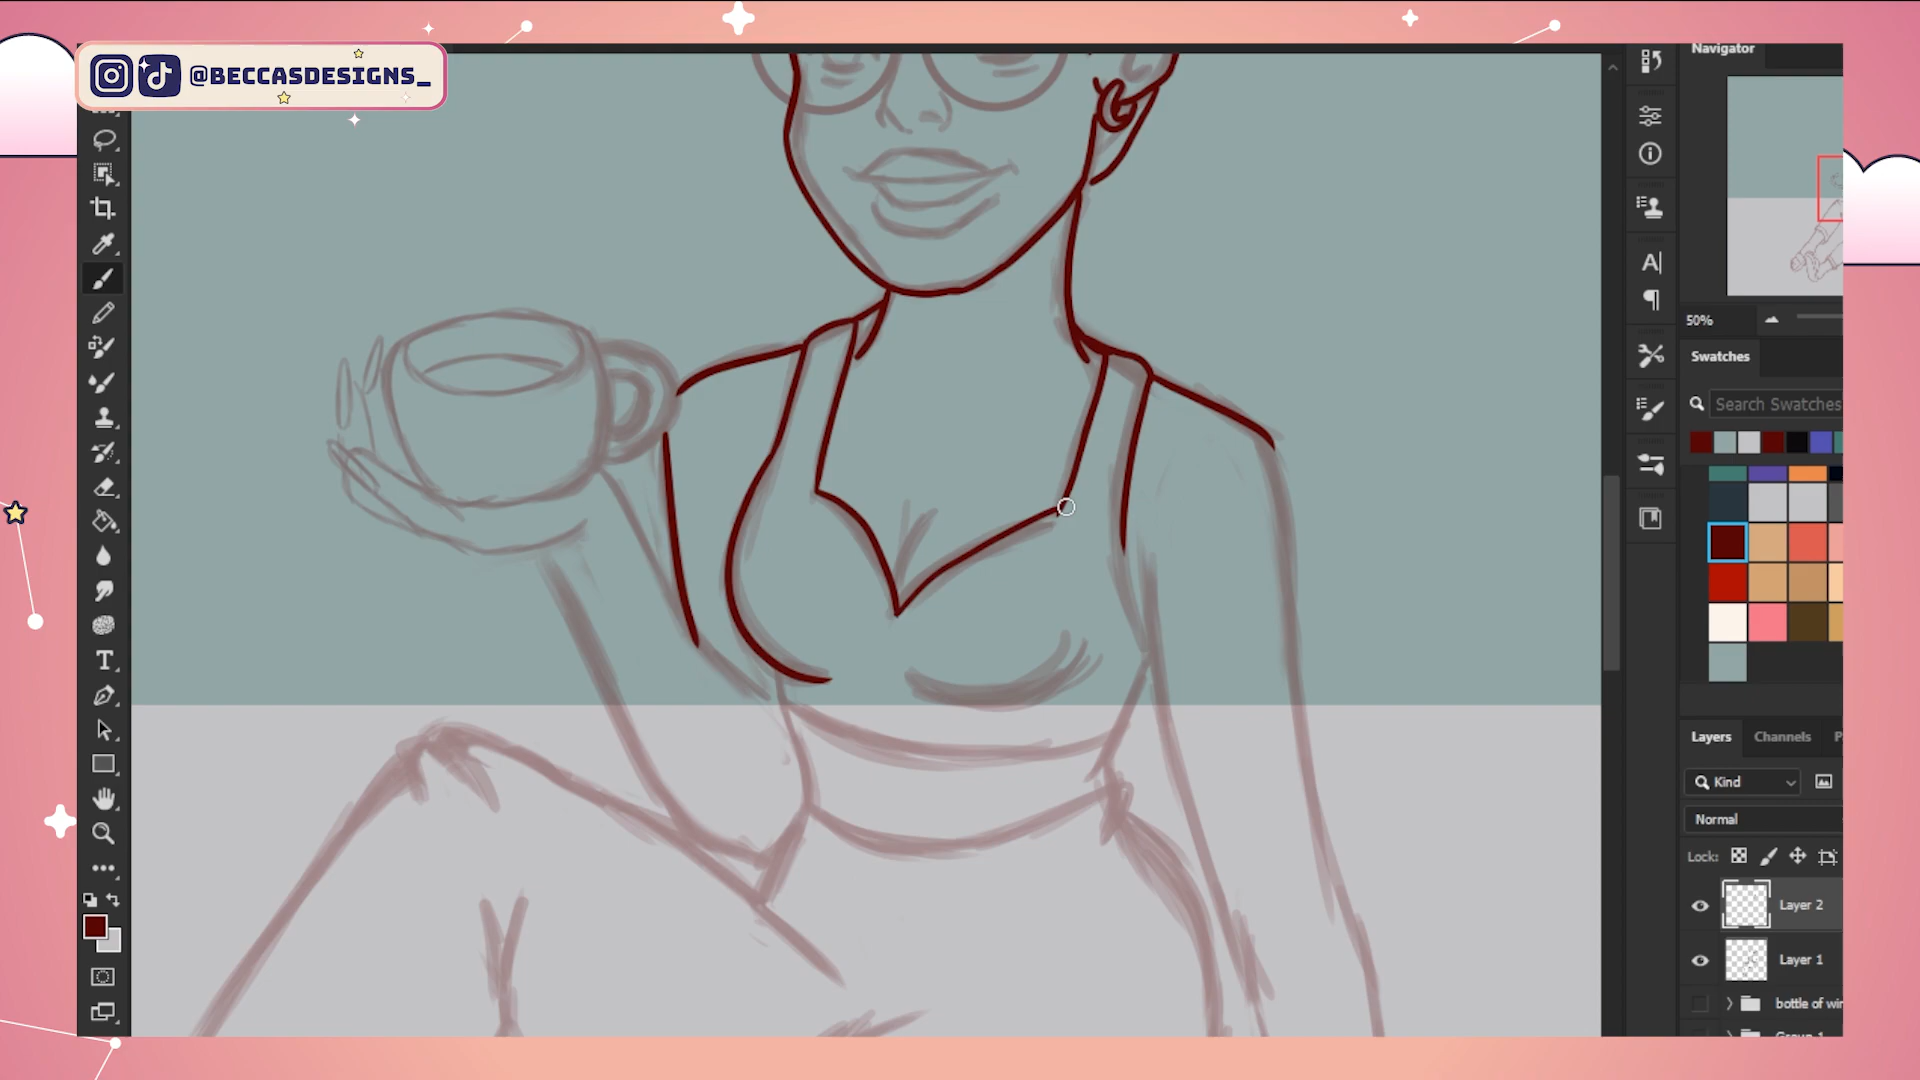 @BECCASDESIGNS_
Navigator
50%
Swatches
Search Swatches
Layers
Channels
P
Kind
Normal
Lock:
Layer 2
Layer 1
bottle of wi